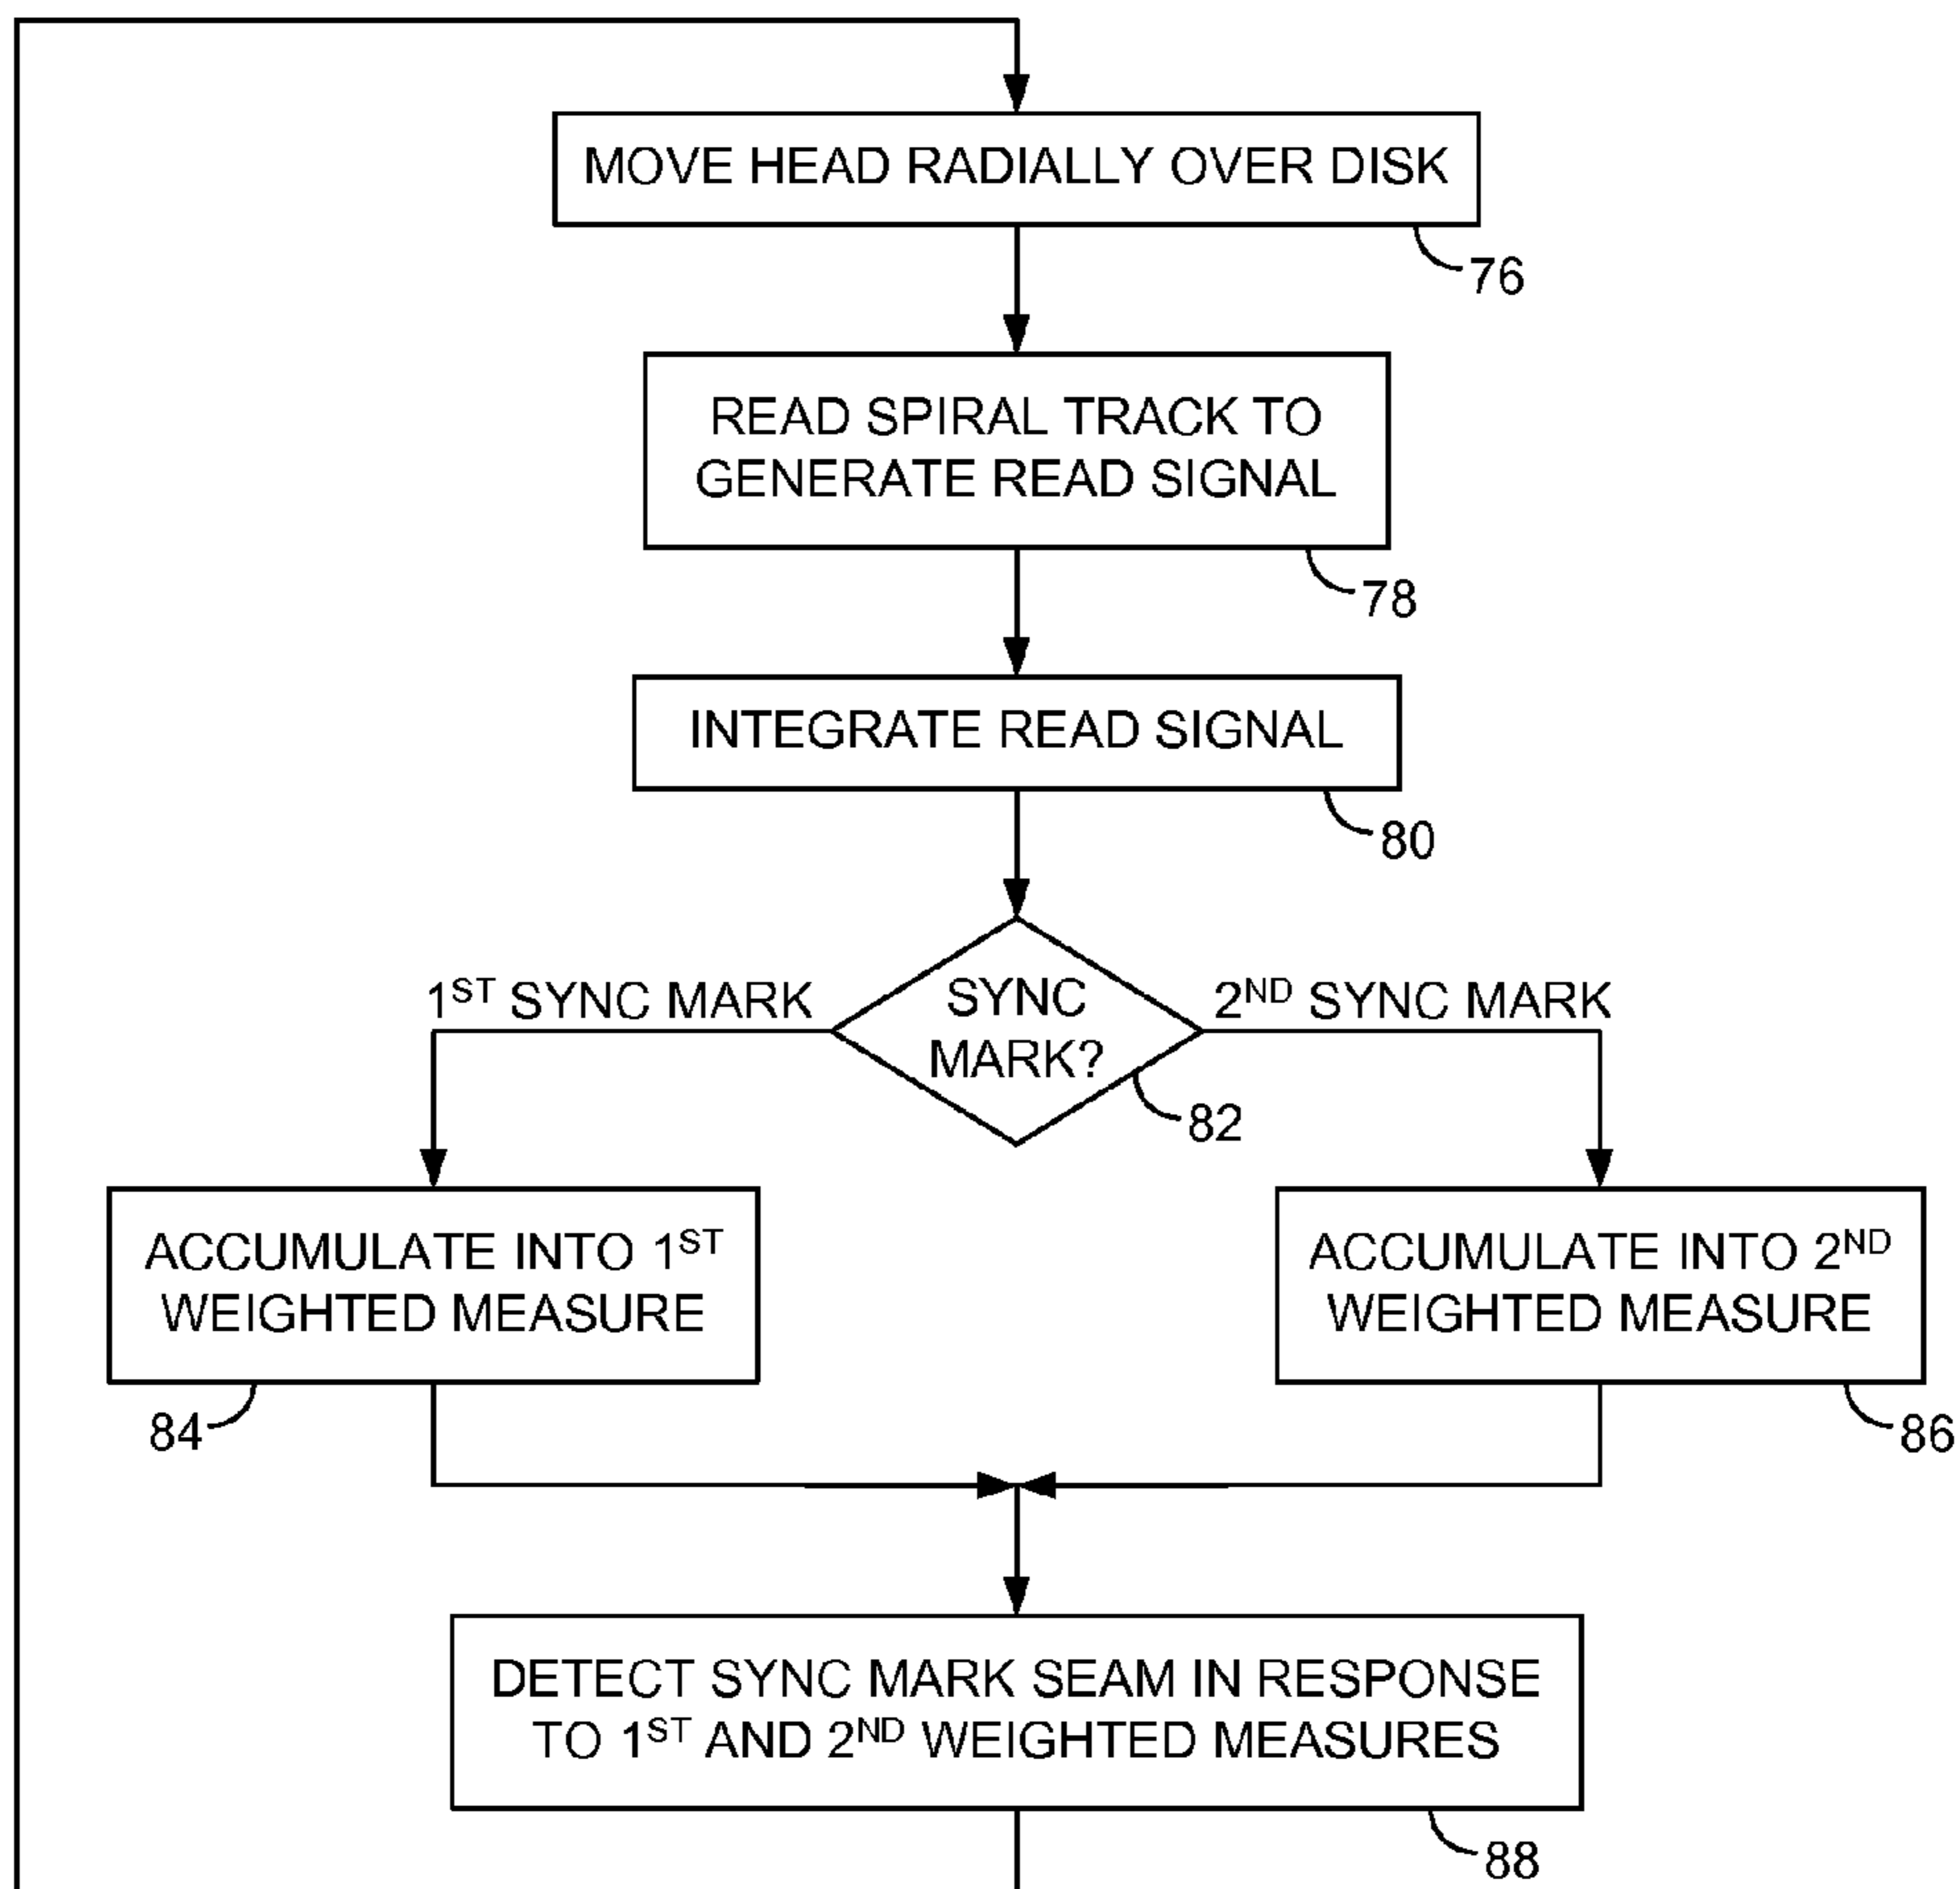 MOVE HEAD RADIALLY OVER DISK
76
READ SPIRAL TRACK TO
GENERATE READ SIGNAL
78
INTEGRATE READ SIGNAL
80
1ST SYNC MARK
SYNC
MARK?
2ND SYNC MARK
82
ACCUMULATE INTO 1ST
WEIGHTED MEASURE
84
ACCUMULATE INTO 2ND
WEIGHTED MEASURE
86
DETECT SYNC MARK SEAM IN RESPONSE
TO 1ST AND 2ND WEIGHTED MEASURES
88